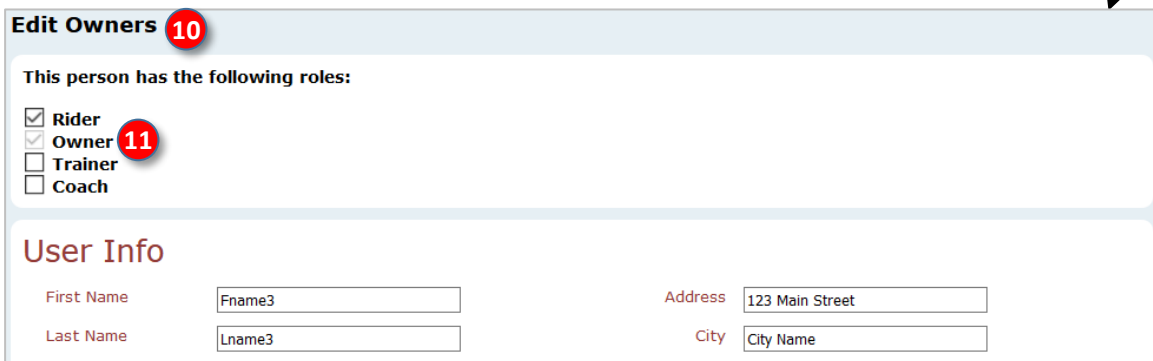 Edit Owners 10
This person has the following roles:
Rider
Owner 11
Trainer
Coach
User Info
First Name Fname3 Address 123 Main Street
Last Name Lname3 City City Name